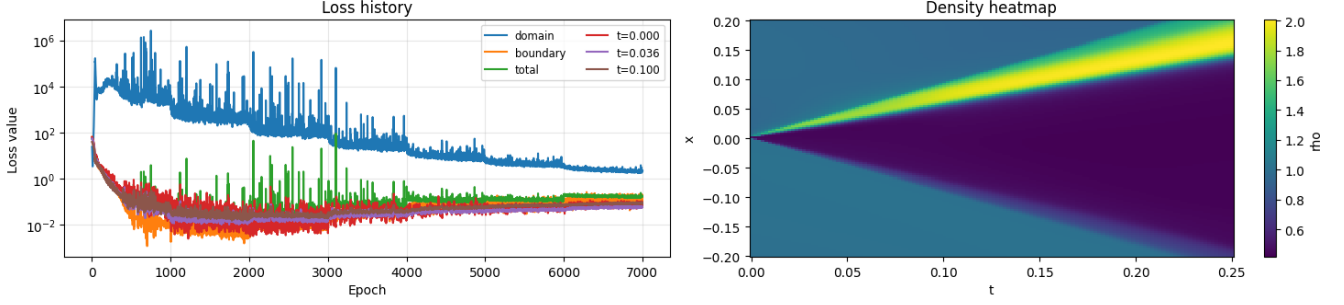 Loss history
Loss value
10^6
10^4
10^2
10^0
10^-2
domain
boundary
total
t=0.000
t=0.036
t=0.100
0 1000 2000 3000 4000 5000 6000 7000
Epoch
Density heatmap
x
0.20
0.15
0.10
0.05
0.00
−0.05
−0.10
−0.15
−0.20
0.00 0.05 0.10 0.15 0.20 0.25
t
2.0
1.8
1.6
1.4
1.2
1.0
0.8
0.6
rho